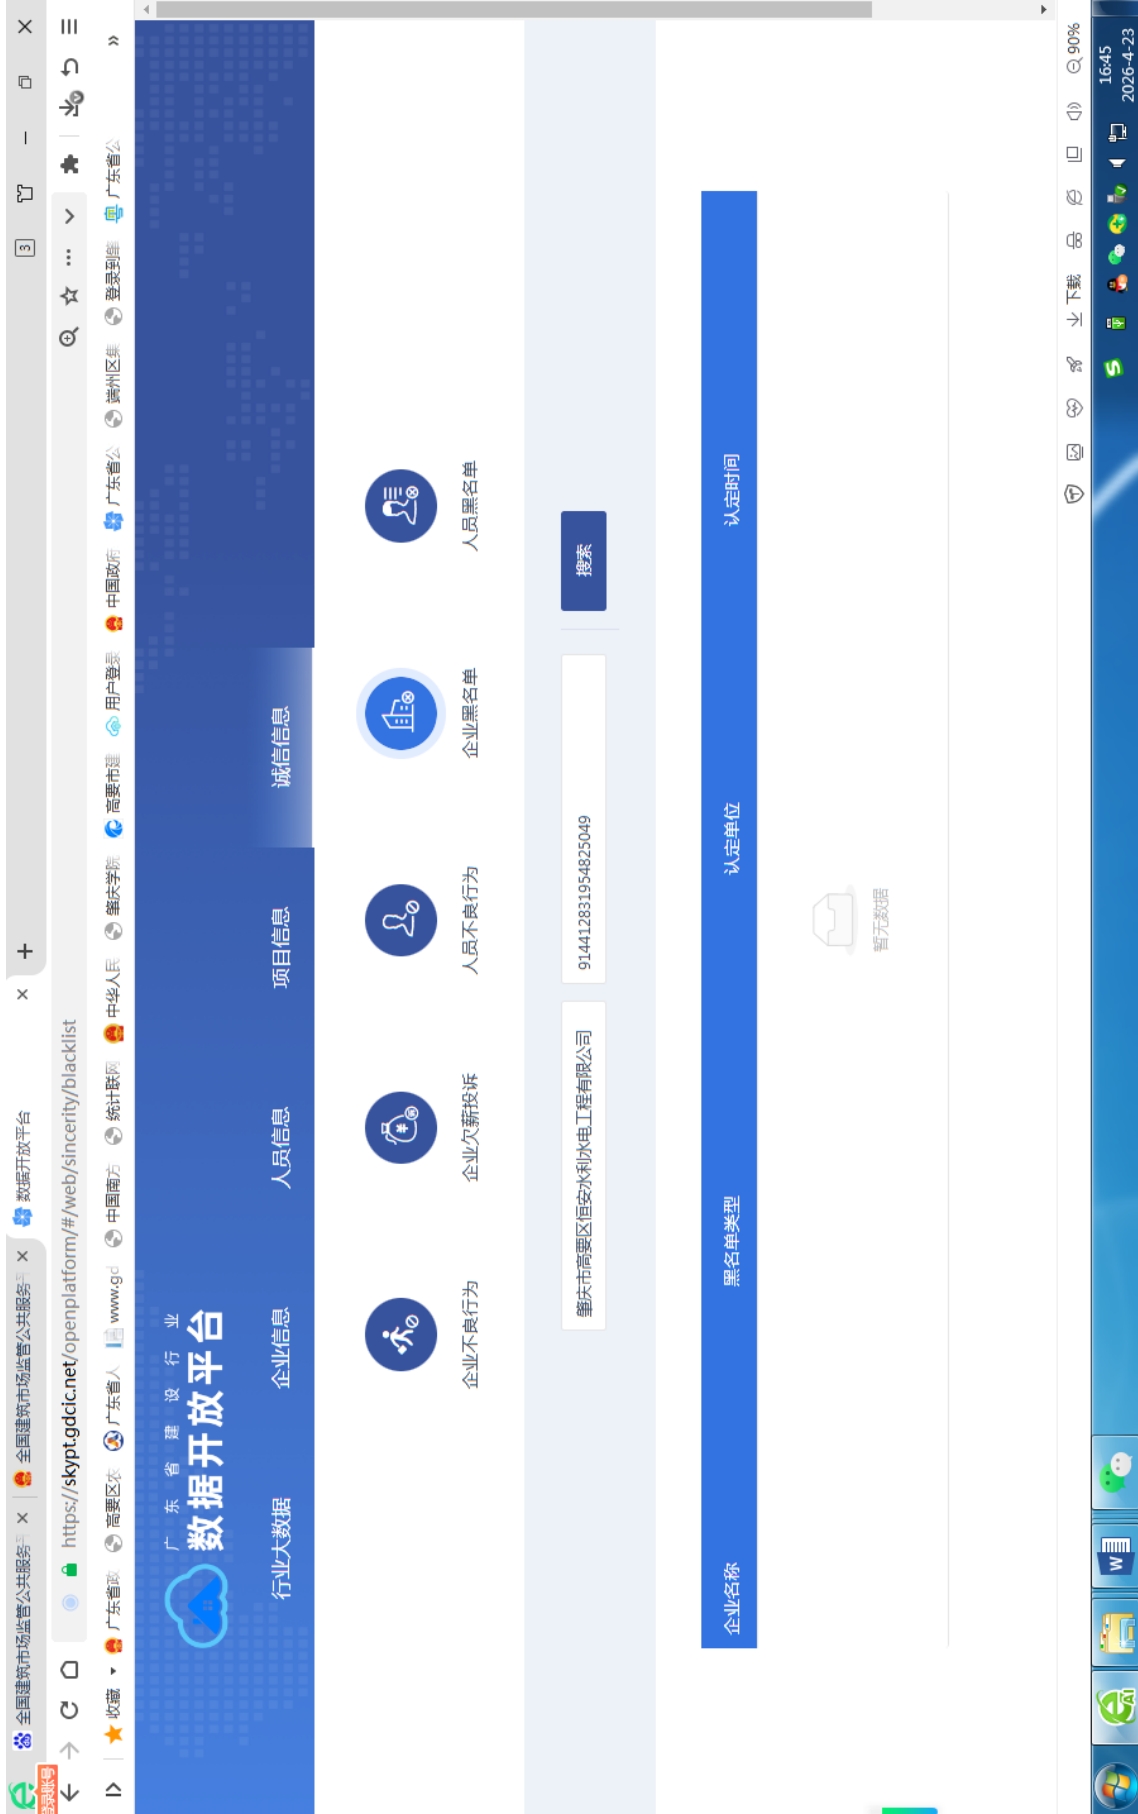 全国建筑市场监管公共服务
全国建筑市场监管公共服务
数据开放平台
3
登录账号
https://skypt.gdcic.net/openplatform/#/web/sincerity/blacklist
收藏
广东省政
高要区农
广东省人
www.gd
中国南方
统计联网
中华人民
肇庆学院
高要市建
用户登录
中国政府
广东省公
端州区集
登录到肇
广东省公
广东省建设行业
数据开放平台
行业大数据
企业信息
人员信息
项目信息
诚信信息
企业不良行为
企业欠薪投诉
人员不良行为
企业黑名单
人员黑名单
肇庆市高要区恒安水利水电工程有限公司
914412831954825049
搜索
企业名称
黑名单类型
认定单位
认定时间
暂无数据
下载
90%
16:45
2026-4-23